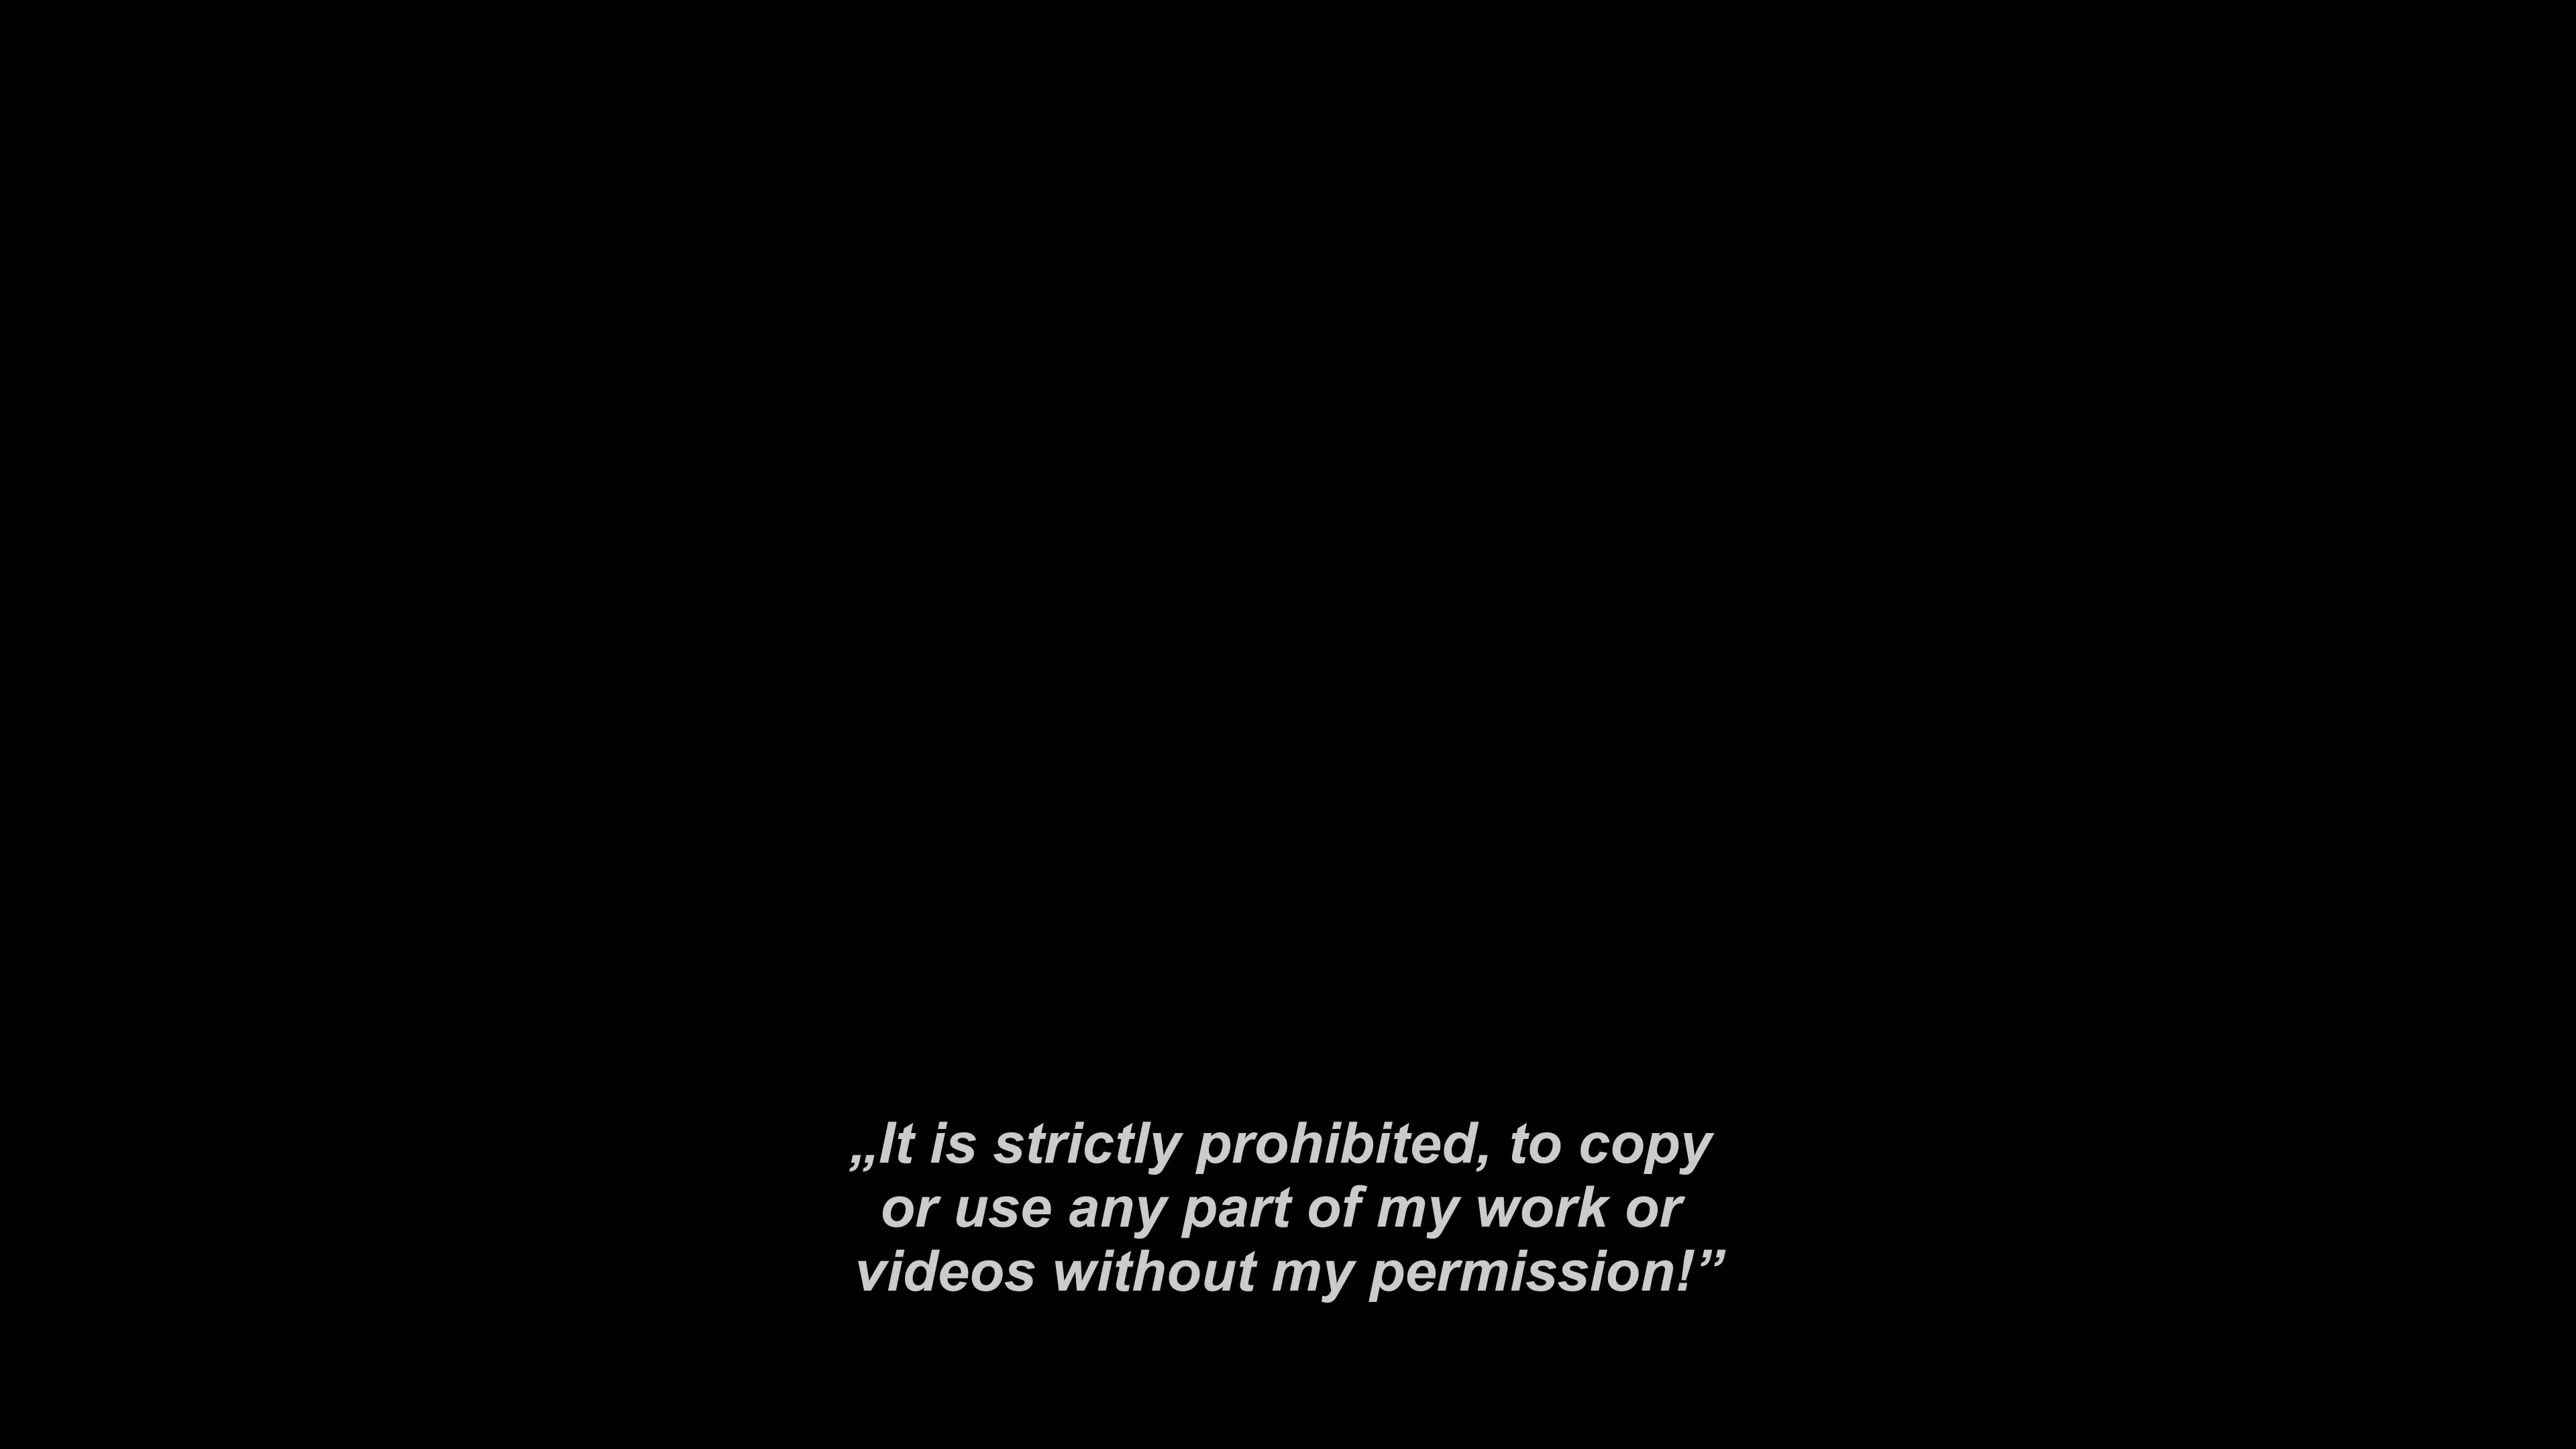 „It is strictly prohibited, to copy
or use any part of my work or
videos without my permission!”